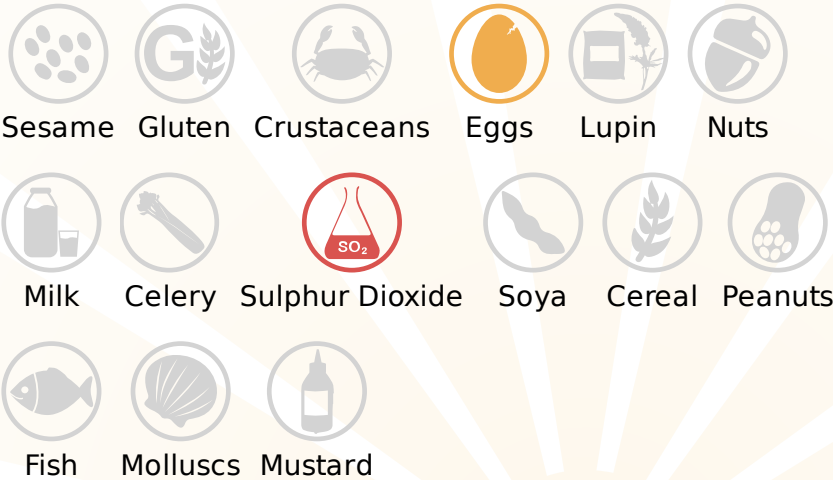 G
Sesame Gluten Crustaceans Eggs Lupin Nuts
SO₂
Milk Celery Sulphur Dioxide Soya Cereal Peanuts
Fish Molluscs Mustard